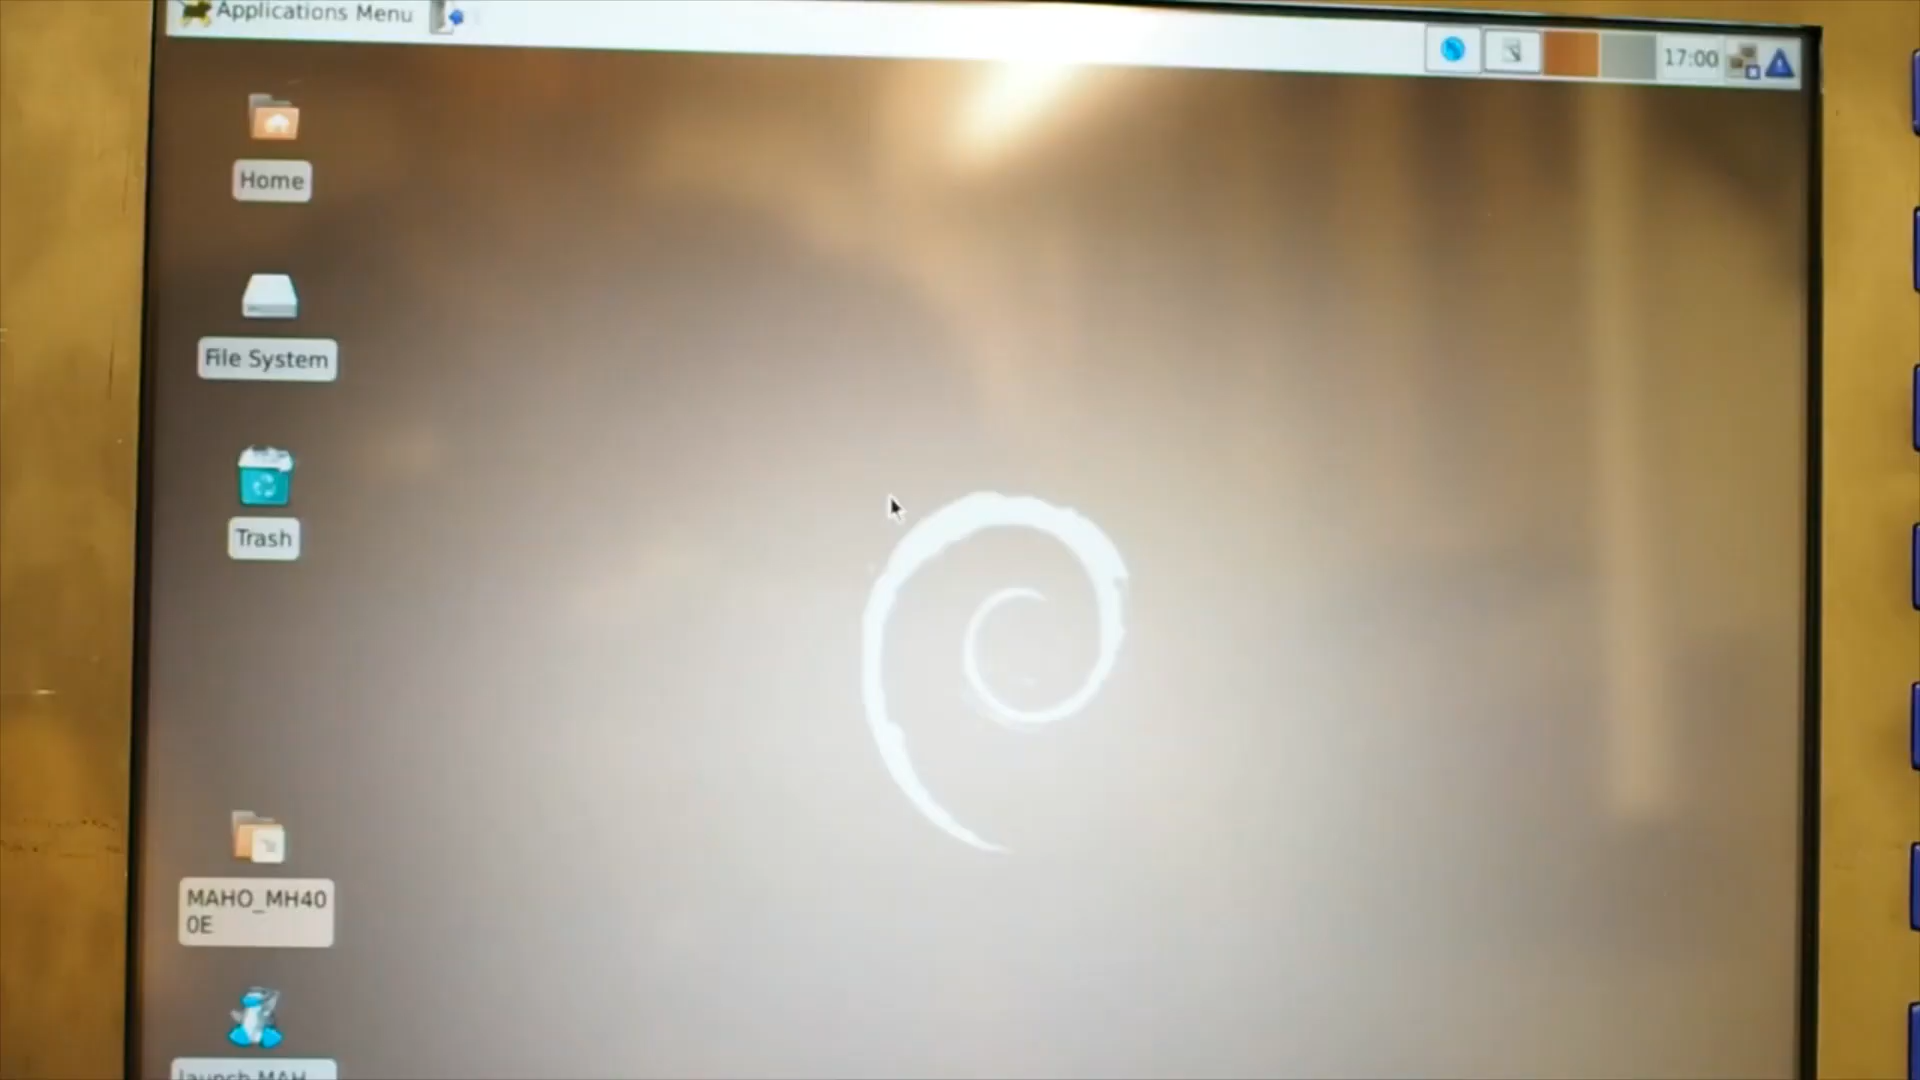 Applications Menu
17:00
Home
File System
Trash
MAHO_MH40
0E
launch MAH